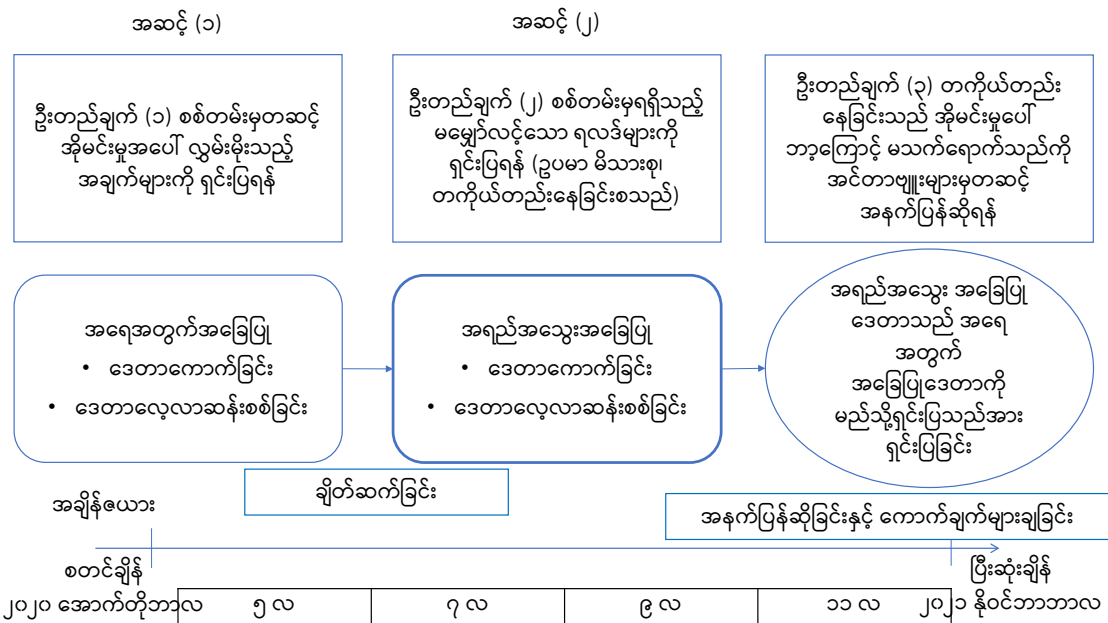 အဆင့် (၁)
အဆင့် (၂)
ဦးတည်ချက် (၁) စစ်တမ်းမှတဆင့်
အိုမင်းမှုအပေါ် လွှမ်းမိုးသည့်
အချက်များကို ရှင်းပြရန်
ဦးတည်ချက် (၂) စစ်တမ်းမှရရှိသည့်
မမျှော်လင့်သော ရလဒ်များကို
ရှင်းပြရန် (ဥပမာ မိသားစု၊
တကိုယ်တည်းနေခြင်းစသည်)
ဦးတည်ချက် (၃) တကိုယ်တည်း
နေခြင်းသည် အိုမင်းမှုပေါ်
ဘာ့ကြောင့် မသက်ရောက်သည်ကို
အင်တာဗျူးများမှတဆင့်
အနက်ပြန်ဆိုရန်
အရေအတွက်အခြေပြု
• ဒေတာကောက်ခြင်း
• ဒေတာလေ့လာဆန်းစစ်ခြင်း
အရည်အသွေးအခြေပြု
• ဒေတာကောက်ခြင်း
• ဒေတာလေ့လာဆန်းစစ်ခြင်း
အရည်အသွေး အခြေပြု
ဒေတာသည် အရေ
အတွက်
အခြေပြုဒေတာကို
မည်သို့ရှင်းပြသည်အား
ရှင်းပြခြင်း
ချိတ်ဆက်ခြင်း
အနက်ပြန်ဆိုခြင်းနှင့် ကောက်ချက်များချခြင်း
အချိန်ဇယား
စတင်ချိန်
၂၀၂၀ အောက်တိုဘာလ
၅ လ
၇ လ
၉ လ
၁၁ လ
ပြီးဆုံးချိန်
၂၀၂၁ နိုဝင်ဘာဘာလ